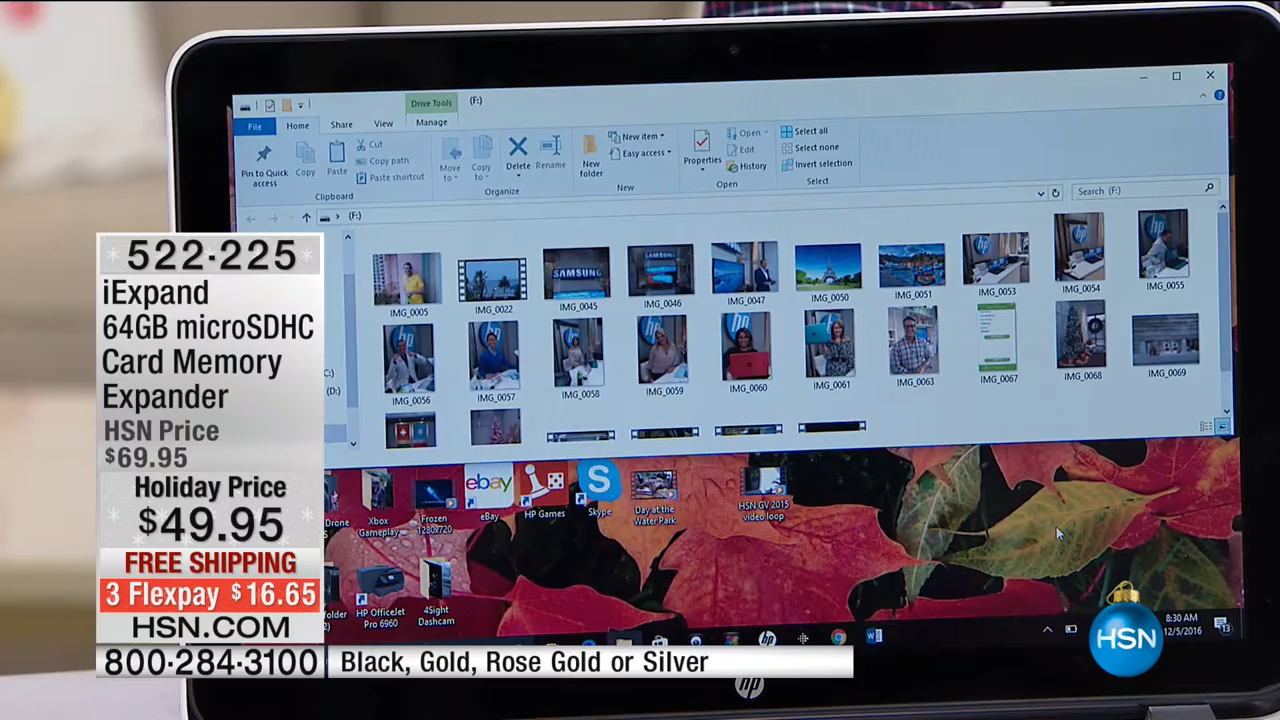 Drive Tools
(F:)
File
Home
Share
View
Manage
Pin to Quick
access
Copy
Paste
Cut
Copy path
Paste shortcut
Clipboard
Move
to
Copy
to
Delete
Rename
Organize
New
folder
New item
Easy access
New
Properties
Open
Edit
History
Open
Select all
Select none
Invert selection
Select
(F:)
Search (F:)
SAMSUNG
hp
IMG_0005
IMG_0022
IMG_0045
IMG_0046
IMG_0047
IMG_0050
IMG_0051
IMG_0053
IMG_0054
IMG_0055
C:)
(D:)
IMG_0056
IMG_0057
IMG_0058
IMG_0059
IMG_0060
IMG_0061
IMG_0063
IMG_0067
IMG_0068
IMG_0069
Drone
Xbox
Gameplay...
Frozen
1280x720
ebay
eBay
HP Games
Skype
Day at the
Water Park
HSN GV 2015
video loop
HP OfficeJet
Pro 6960
4Sight
Dashcam
8:30 AM
12/5/2016
hp
522-225
iExpand
64GB microSDHC
Card Memory
Expander
HSN Price
$69.95
Holiday Price
$49.95
FREE SHIPPING
3 Flexpay $16.65
HSN.COM
800-284-3100
Black, Gold, Rose Gold or Silver
HSN